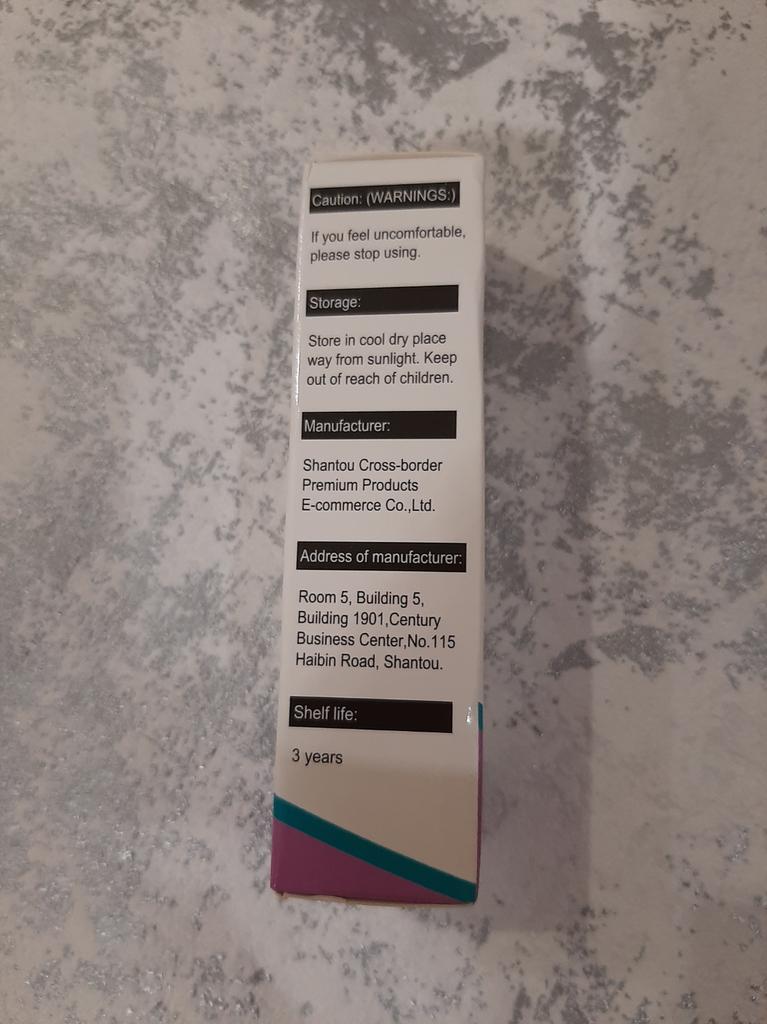 Caution: (WARNINGS:)
If you feel uncomfortable,
please stop using.
Storage:
Store in cool dry place
way from sunlight. Keep
out of reach of children.
Manufacturer:
Shantou Cross-border
Premium Products
E-commerce Co.,Ltd.
Address of manufacturer:
Room 5, Building 5,
Building 1901,Century
Business Center,No.115
Haibin Road, Shantou.
Shelf life:
3 years